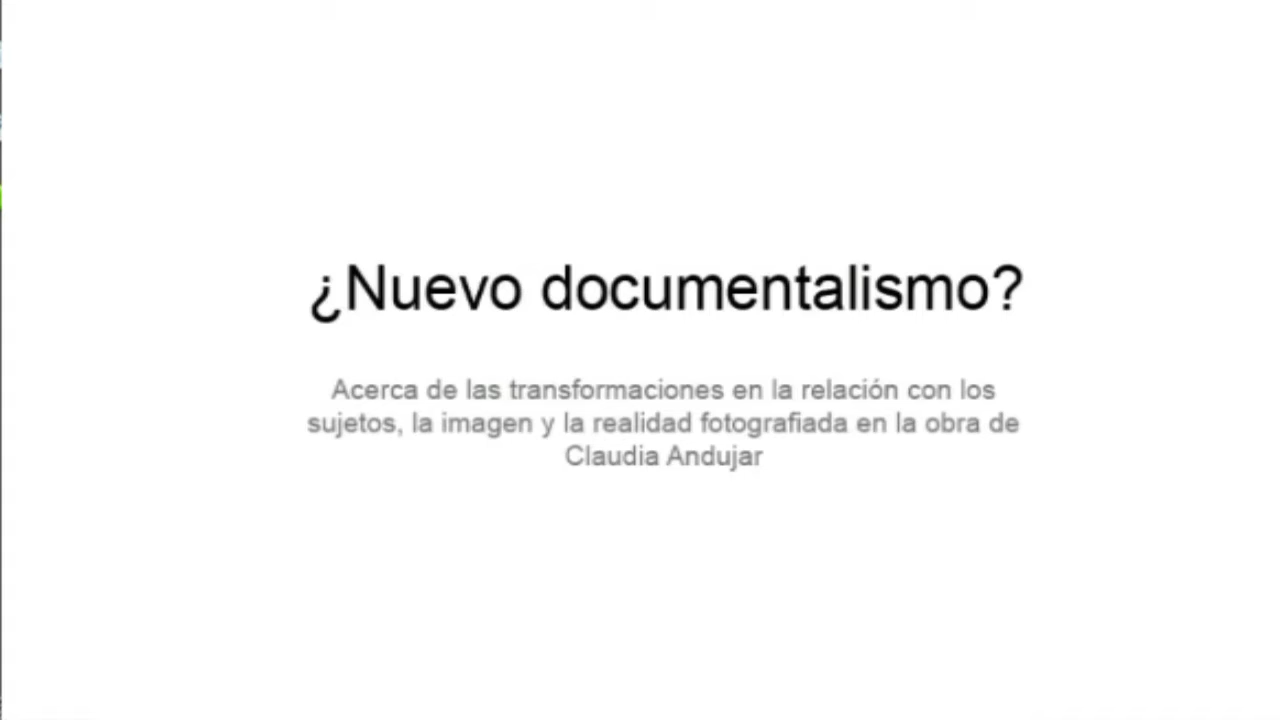 ¿Nuevo documentalismo?
Acerca de las transformaciones en la relación con los
sujetos, la imagen y la realidad fotografiada en la obra de
Claudia Andujar